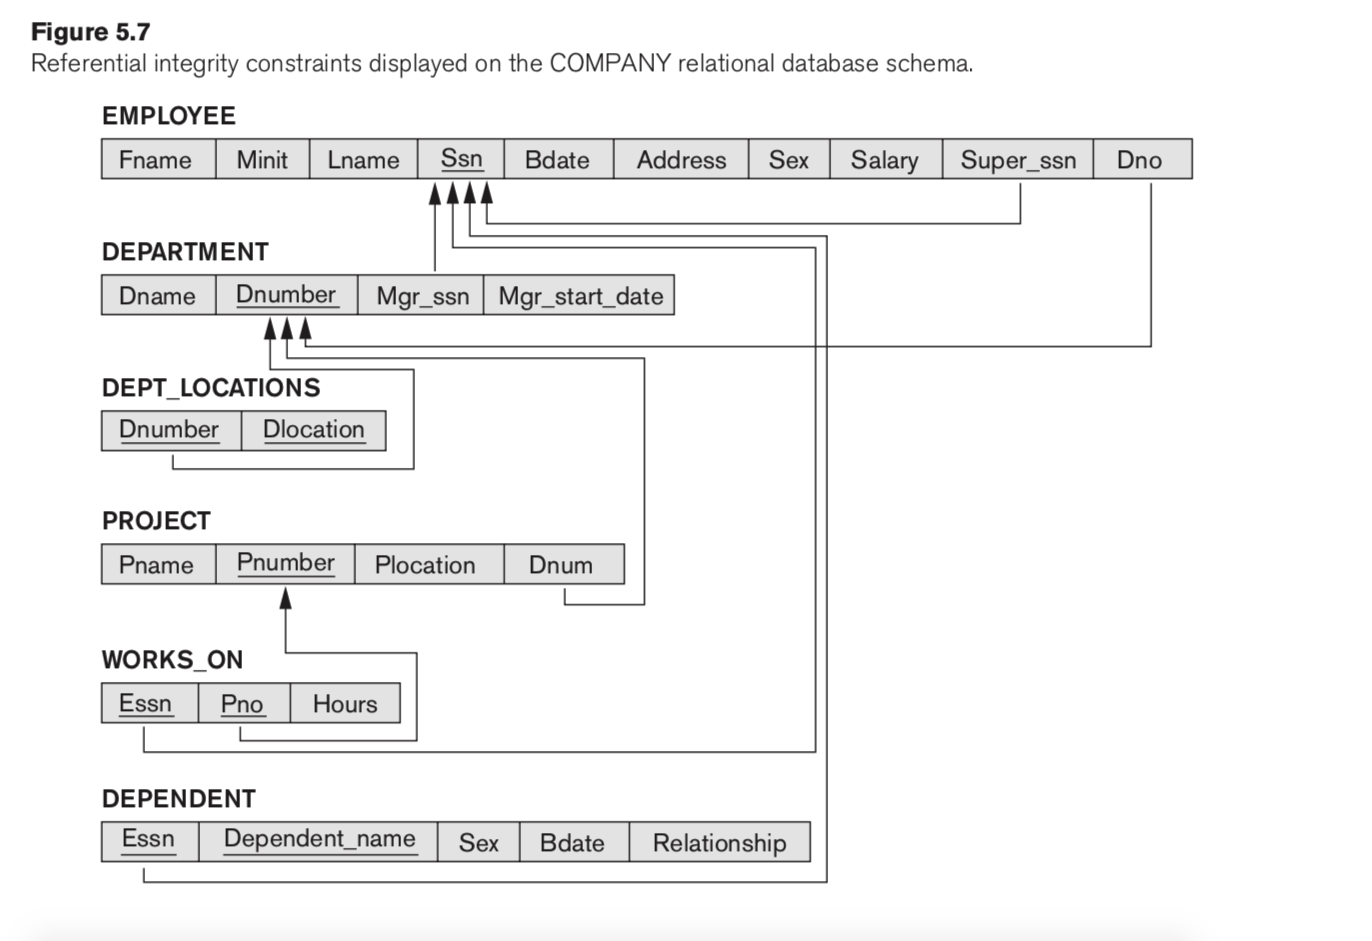 Figure 5.7
Referential integrity constraints displayed on the COMPANY relational database schema.
EMPLOYEE
Fname Minit Lname Ssn Bdate Address Sex Salary Super_ssn Dno
DEPARTMENT
Dname Dnumber Mgr_ssn Mgr_start_date
DEPT_LOCATIONS
Dnumber Dlocation
PROJECT
Pname Pnumber Plocation Dnum
WORKS_ON
Essn Pno Hours
DEPENDENT
Essn Dependent_name Sex Bdate Relationship